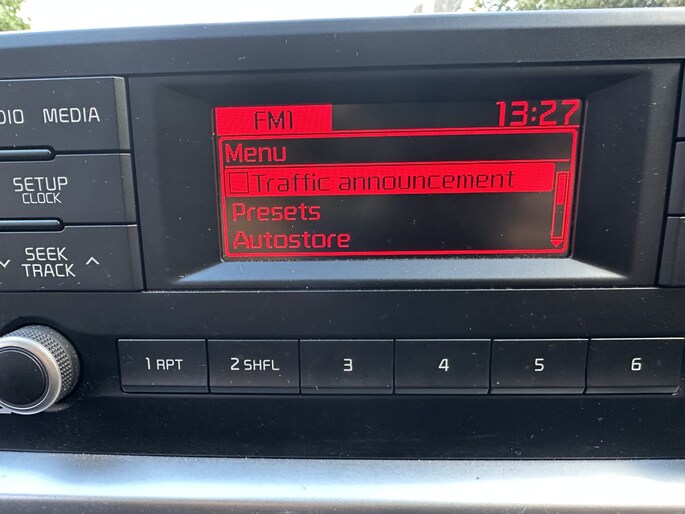 FM1 13:27
Menu
Traffic announcement
Presets
Autostore
MEDIA
SETUP
CLOCK
SEEK
TRACK
1 RPT 2 SHFL 3 4 5 6